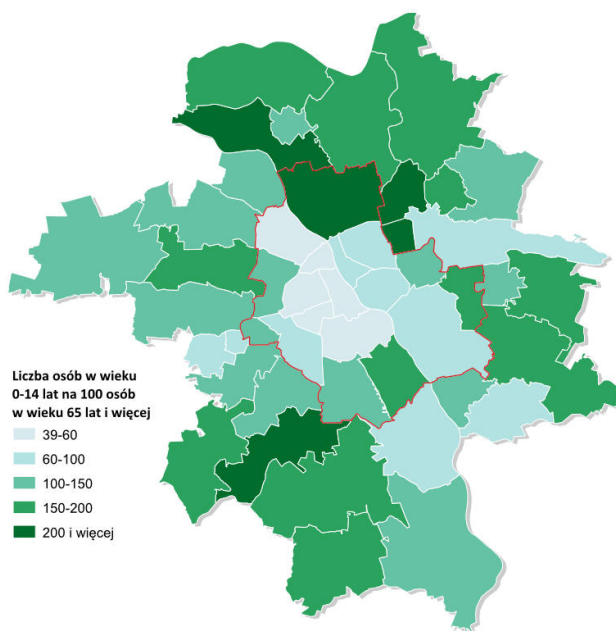 Liczba osób w wieku
0-14 lat na 100 osób
w wieku 65 lat i więcej
39-60
60-100
100-150
150-200
200 i więcej